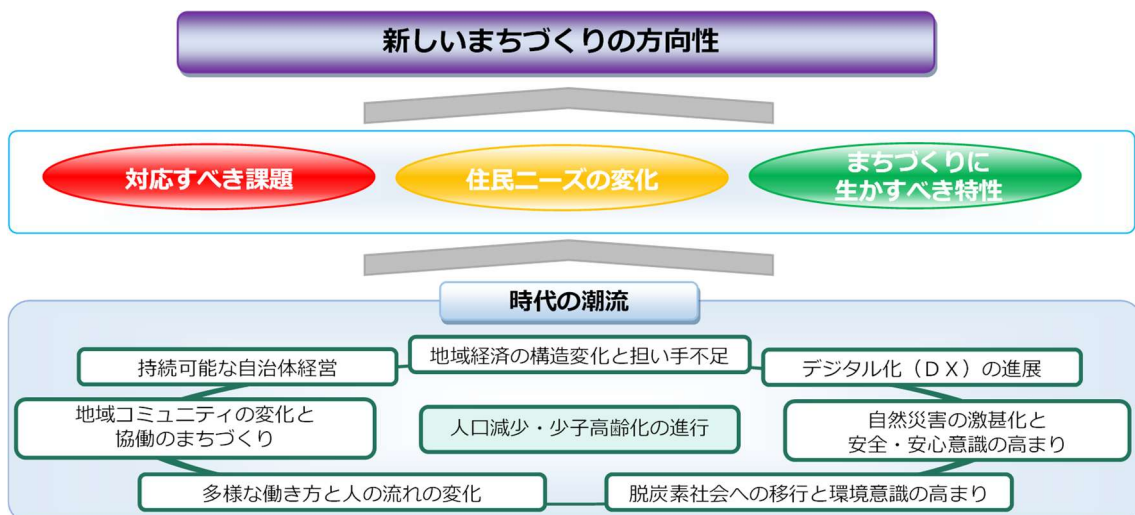 新しいまちづくりの方向性
対応すべき課題
住民ニーズの変化
まちづくりに
生かすべき特性
時代の潮流
地域経済の構造変化と担い手不足
持続可能な自治体経営
デジタル化（ＤＸ）の進展
地域コミュニティの変化と
協働のまちづくり
人口減少・少子高齢化の進行
自然災害の激甚化と
安全・安心意識の高まり
多様な働き方と人の流れの変化
脱炭素社会への移行と環境意識の高まり